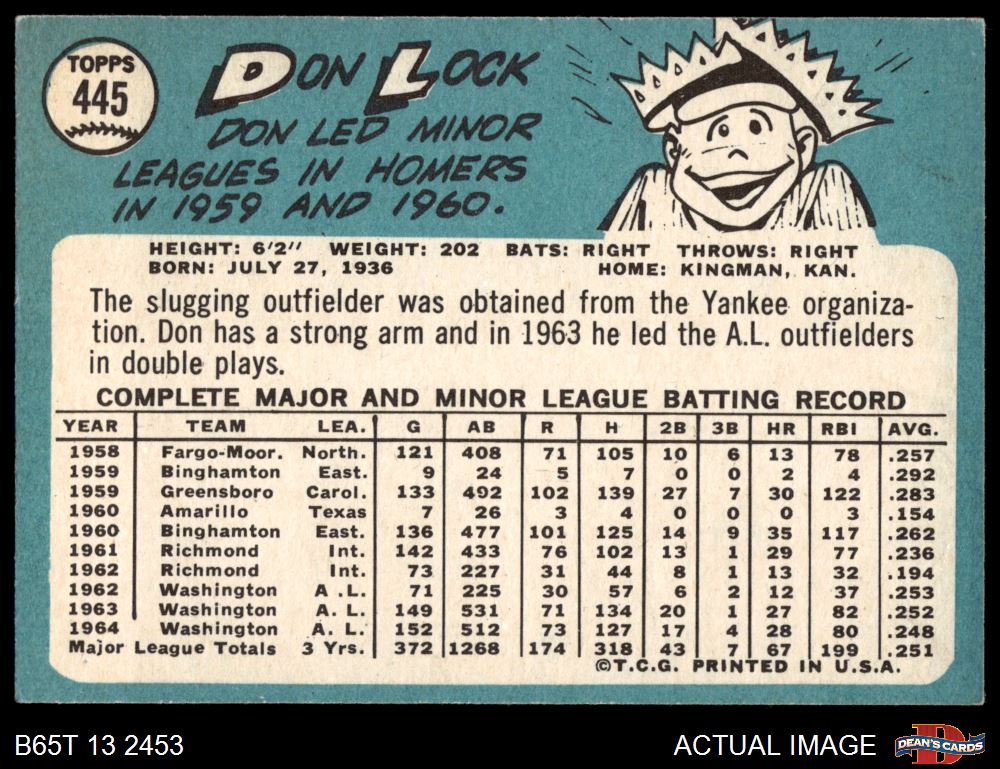 TOPPS
445
DON LOCK
DON LED MINOR
LEAGUES IN HOMERS
IN 1959 AND 1960.
HEIGHT: 6'2" WEIGHT: 202 BATS: RIGHT THROWS: RIGHT
BORN: JULY 27, 1936 HOME: KINGMAN, KAN.
The slugging outfielder was obtained from the Yankee organiza-
tion. Don has a strong arm and in 1963 he led the A.L. outfielders
in double plays.
COMPLETE MAJOR AND MINOR LEAGUE BATTING RECORD
YEAR TEAM LEA. G AB R H 2B 3B HR RBI AVG.
1958 Fargo-Moor. North. 121 408 71 105 10 6 13 78 .257
1959 Binghamton East. 9 24 5 7 0 0 2 4 .292
1959 Greensboro Carol. 133 492 102 139 27 7 30 122 .283
1960 Amarillo Texas 7 26 3 4 0 0 0 3 .154
1960 Binghamton East. 136 477 101 125 14 9 35 117 .262
1961 Richmond Int. 142 433 76 102 13 1 29 77 .236
1962 Richmond Int. 73 227 31 44 8 1 13 32 .194
1962 Washington A .L. 71 225 30 57 6 2 12 37 .253
1963 Washington A. L. 149 531 71 134 20 1 27 82 .252
1964 Washington A. L. 152 512 73 127 17 4 28 80 .248
Major League Totals 3 Yrs. 372 1268 174 318 43 7 67 199 .251
©T.C.G. PRINTED IN U.S.A.
B65T 13 2453 ACTUAL IMAGE D DEAN'S CARDS